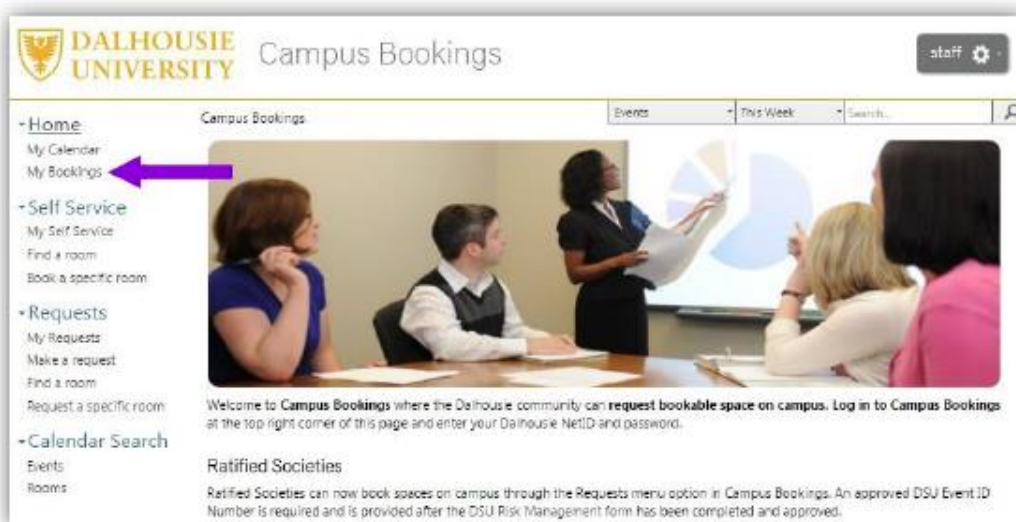 DALHOUSIE
UNIVERSITY
Campus Bookings
staff
Home
My Calendar
My Bookings
Self Service
My Self Service
Find a room
Book a specific room
Requests
My Requests
Make a request
Find a room
Request a specific room
Calendar Search
Events
Rooms
Campus Bookings
Events
This Week
Search...
Welcome to Campus Bookings where the Dalhousie community can request bookable space on campus. Log in to Campus Bookings
at the top right corner of this page and enter your Dalhousie NetID and password.
Ratified Societies
Ratified Societies can now book spaces on campus through the Requests menu option in Campus Bookings. An approved DSU Event ID
Number is required and is provided after the DSU Risk Management form has been completed and approved.